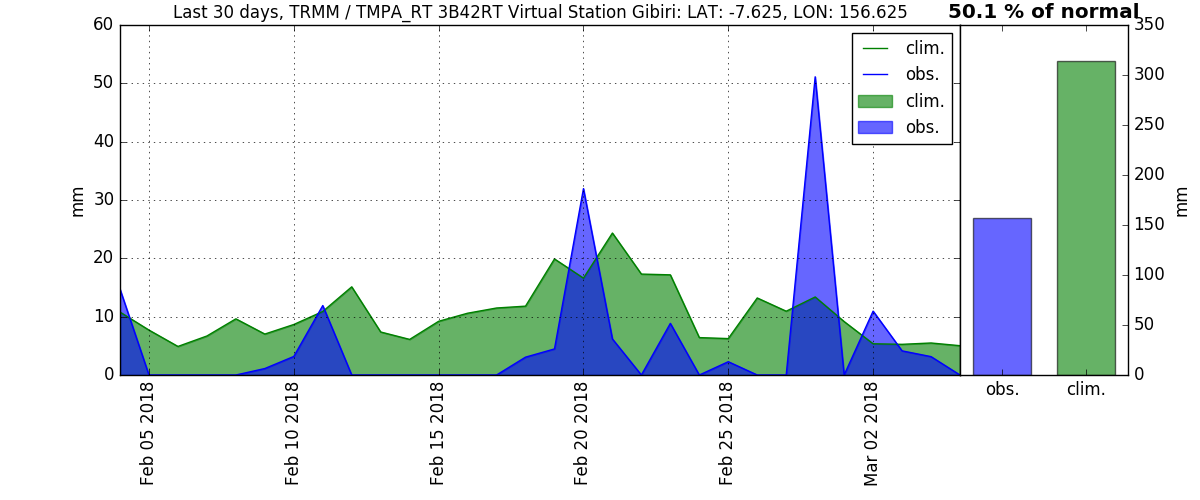 Last 30 days, TRMM / TMPA_RT 3B42RT Virtual Station Gibiri: LAT: -7.625, LON: 156.625
50.1 % of normal
60
50
40
30
20
10
0
mm
clim.
obs.
clim.
obs.
Feb 05 2018
Feb 10 2018
Feb 15 2018
Feb 20 2018
Feb 25 2018
Mar 02 2018
350
300
250
200
150
100
50
0
mm
obs.
clim.